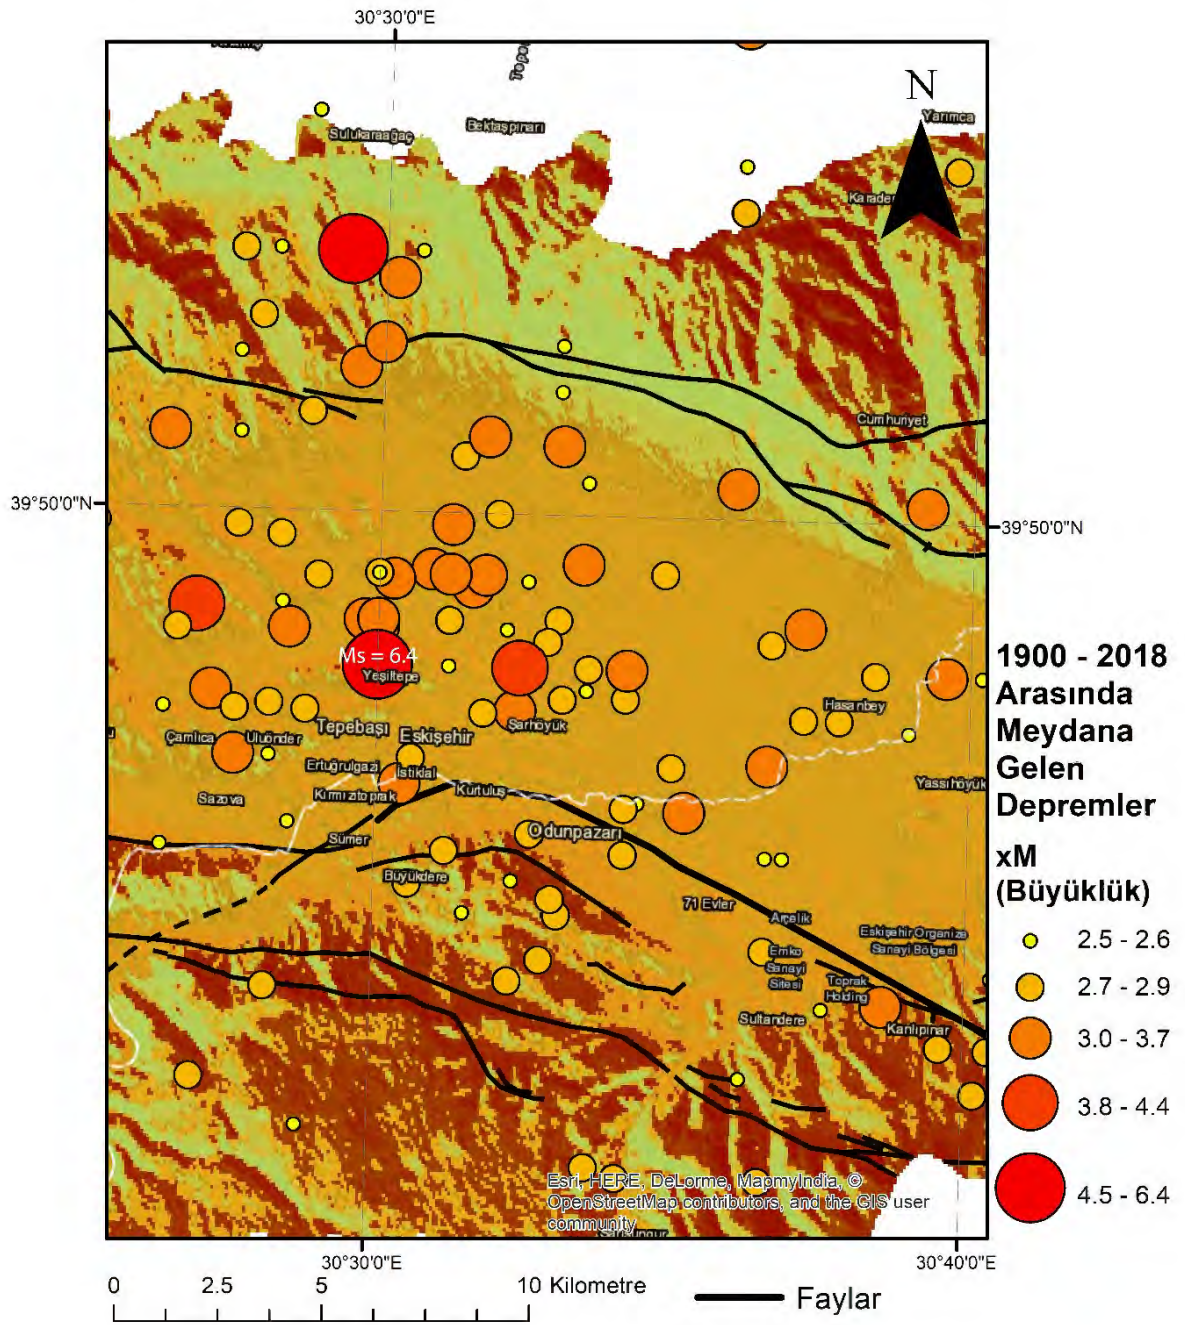 30°30'0"E
N
Yarımca
Bektaşpınarı
Sulukaraağaç
Cumhuriyet
39°50'0"N
39°50'0"N
Ms = 6.4
Yeşiltepe
Hasanbey
Tepebaşı
Şarhöyük
Eskişehir
Çamlıca
Uluönder
Ertuğrulgazi
İstiklal
Yassıhöyük
Kırmızıtoprak
Kurtuluş
Sazova
Sümer
Odunpazarı
Büyükdere
71 Evler
Arçelik
Eskişehir Organize
Sanayi Bölgesi
Emko
Sanayi
Sitesi
Toprak
Holding
Sultandere
Kanlıpınar
Esri, HERE, DeLorme, MapmyIndia, ©
OpenStreetMap contributors, and the GIS user
community
1900 - 2018
Arasında
Meydana
Gelen
Depremler
xM
(Büyüklük)
2.5 - 2.6
2.7 - 2.9
3.0 - 3.7
3.8 - 4.4
4.5 - 6.4
30°30'0"E
30°40'0"E
0 2.5 5 10 Kilometre
Faylar